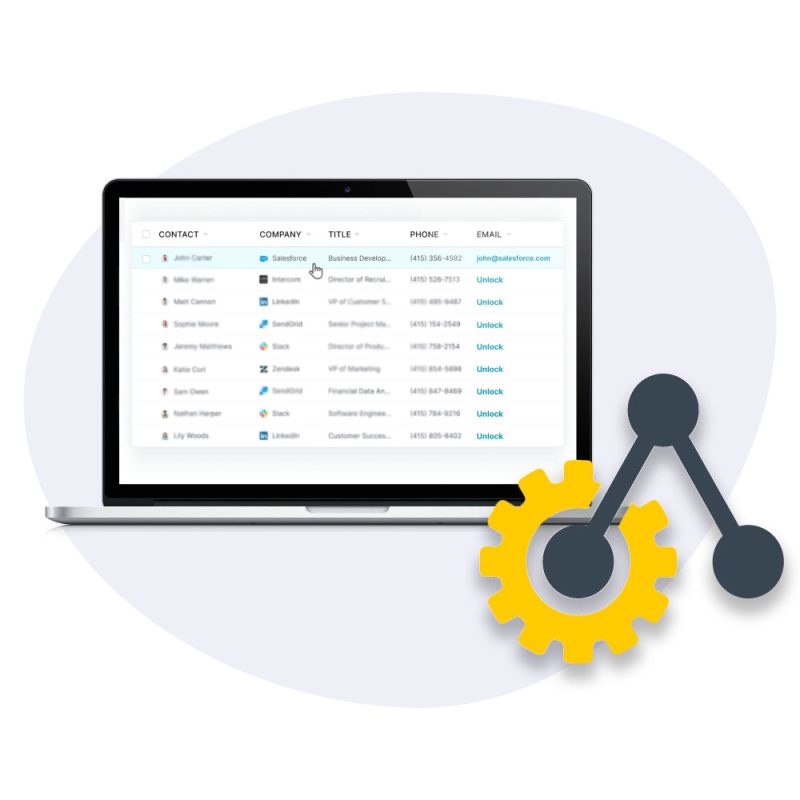 CONTACT COMPANY TITLE PHONE EMAIL
John Carter Salesforce Business Develop... (415) 356-4592 john@salesforce.com
Mike Warren Intercom Director of Recrui... (415) 526-7513 Unlock
Matt Cannon LinkedIn VP of Customer S... (415) 485-9487 Unlock
Sophie Moore SendGrid Senior Project Ma... (415) 154-2549 Unlock
Jeremy Matthews Slack Director of Produ... (415) 758-2154 Unlock
Katie Corl Zendesk VP of Marketing (415) 854-5898 Unlock
Sam Owen SendGrid Financial Data An... (415) 847-8469 Unlock
Nathan Harper Slack Software Enginee... (415) 784-9216 Unlock
Lily Woods LinkedIn Customer Succes... (415) 805-8402 Unlock